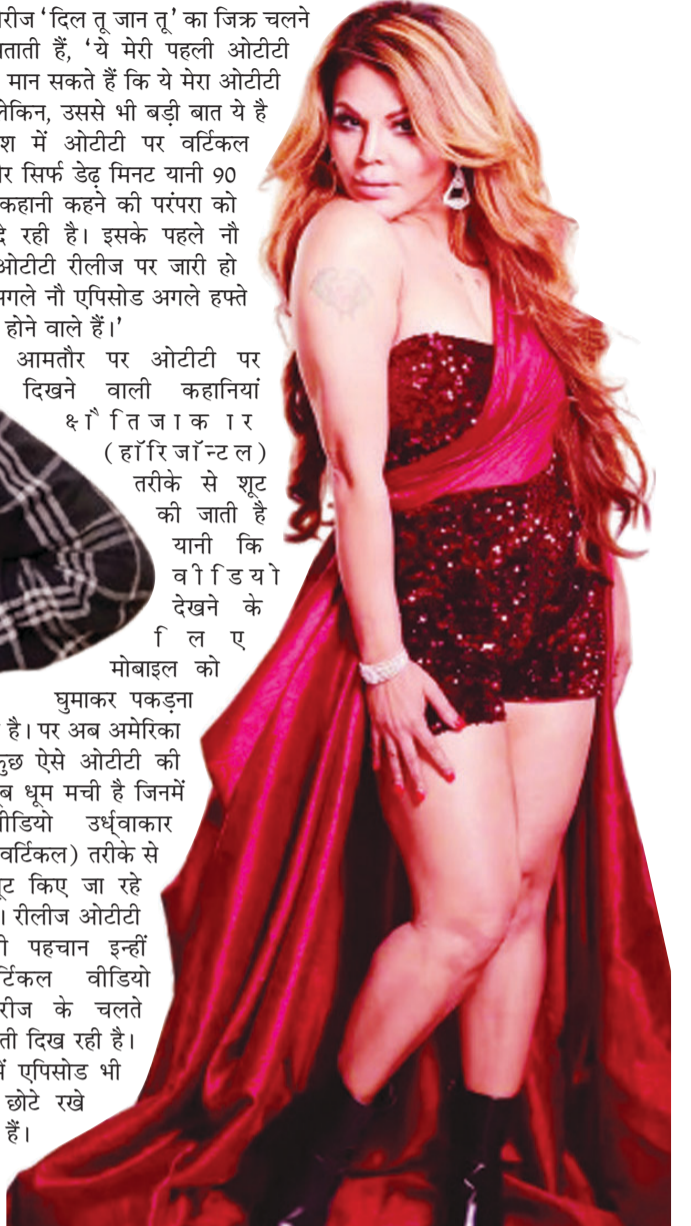 रीज ‘दिल तू जान तू’ का जिक्र चलने
ताती हैं, ‘ये मेरी पहली ओटीटी
मान सकते हैं कि ये मेरा ओटीटी
लेकिन, उससे भी बड़ी बात ये है
श में ओटीटी पर वर्टिकल
र सिर्फ डेढ़ मिनट यानी 90
कहानी कहने की परंपरा को
दे रही है। इसके पहले नौ
ओटीटी रीलीज पर जारी हो
अगले नौ एपिसोड अगले हफ्ते
होने वाले हैं।’
आमतौर पर ओटीटी पर
दिखने वाली कहानियां
क्षैतिजाकार
(हॉरिजॉन्टल)
तरीके से शूट
की जाती है
यानी कि
वीडियो
देखने के
लिए
मोबाइल को
घुमाकर पकड़ना
है। पर अब अमेरिका
कुछ ऐसे ओटीटी की
ब धूम मची है जिनमें
वीडियो उर्ध्वाकार
वर्टिकल) तरीके से
ूट किए जा रहे
। रीलीज ओटीटी
ी पहचान इन्हीं
र्टिकल वीडियो
रीज के चलते
ती दिख रही है।
में एपिसोड भी
छोटे रखे
हैं।